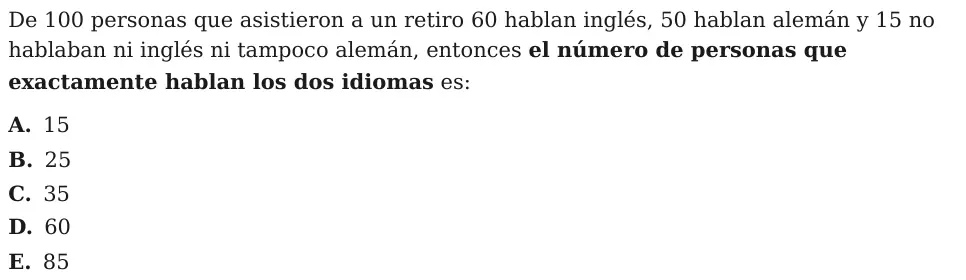 De 100 personas que asistieron a un retiro 60 hablan inglés, 50 hablan alemán y 15 no
hablaban ni inglés ni tampoco alemán, entonces el número de personas que
exactamente hablan los dos idiomas es:
A. 15
B. 25
C. 35
D. 60
E. 85